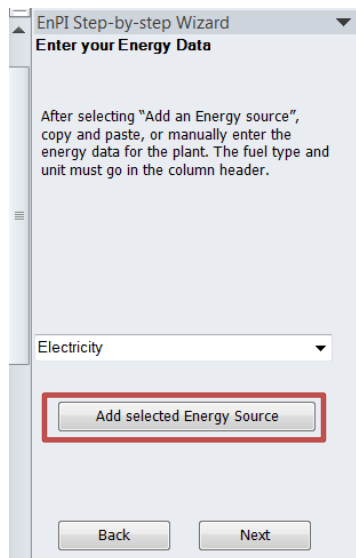 EnPI Step-by-step Wizard
Enter your Energy Data
After selecting "Add an Energy source",
copy and paste, or manually enter the
energy data for the plant. The fuel type and
unit must go in the column header.
Electricity
Add selected Energy Source
Back Next